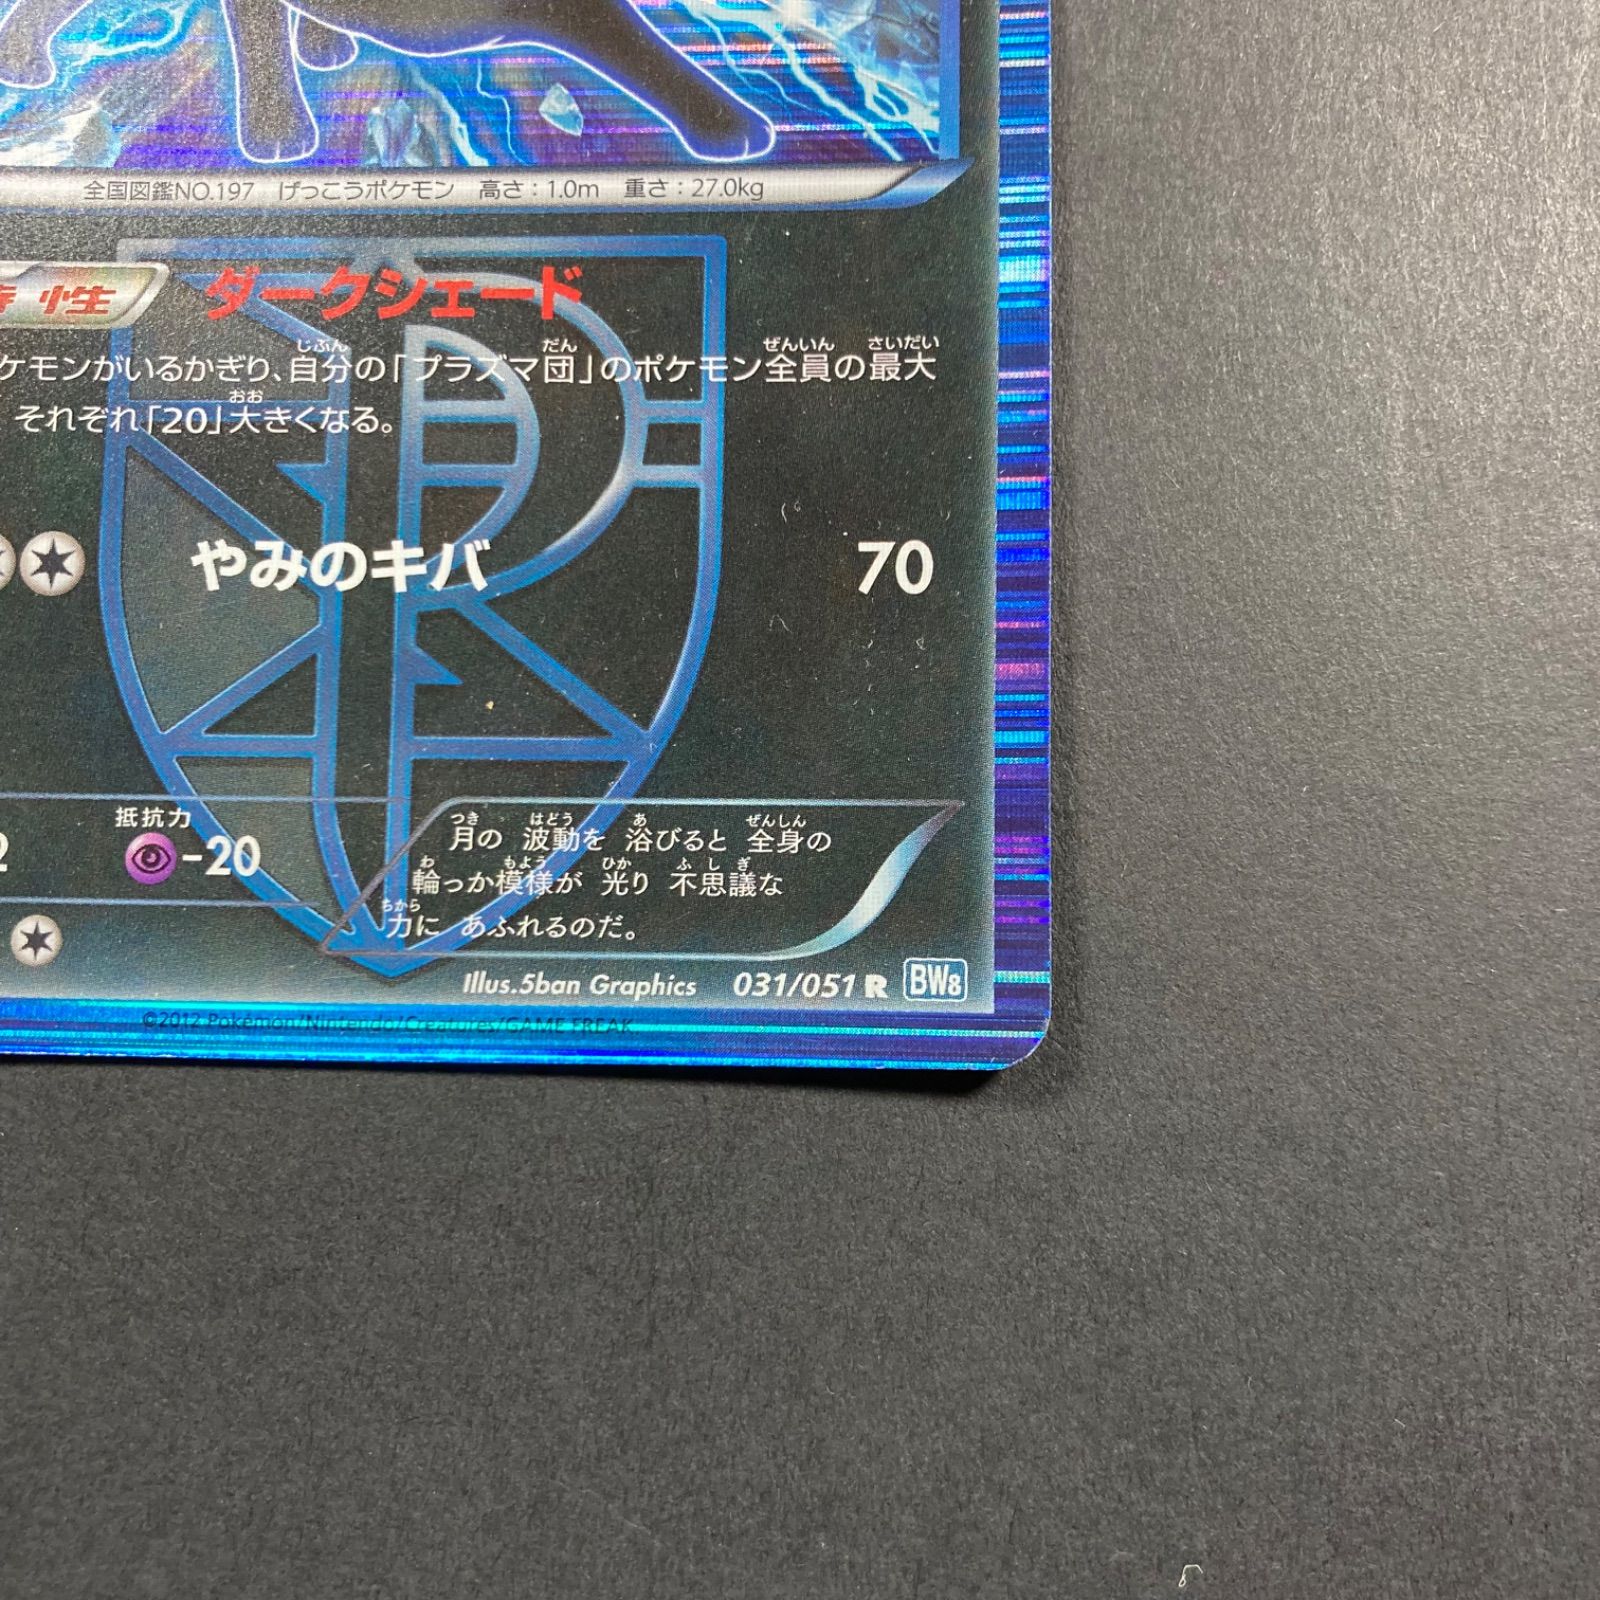 全国図鑑NO.197 げっこうポケモン 高さ:1.0m 重さ:27.0kg
性 ダークシェード
じふん だん ぜんいん さいだい
ケモンがいるかぎり、自分の「プラズマ団」のポケモン全員の最大
おお
それぞれ「20」大きくなる。
やみのキバ 70
抵抗力
2 -20
つき はどう あ ぜんしん
月の 波動を 浴びると 全身の
わ もよう ひか ふしぎ
輪っか模様が 光り 不思議な
ちから
力に あふれるのだ。
Illus.5ban Graphics 031/051 R BW8
©2012 Pokémon/Nintendo/Creatures/GAME FREAK